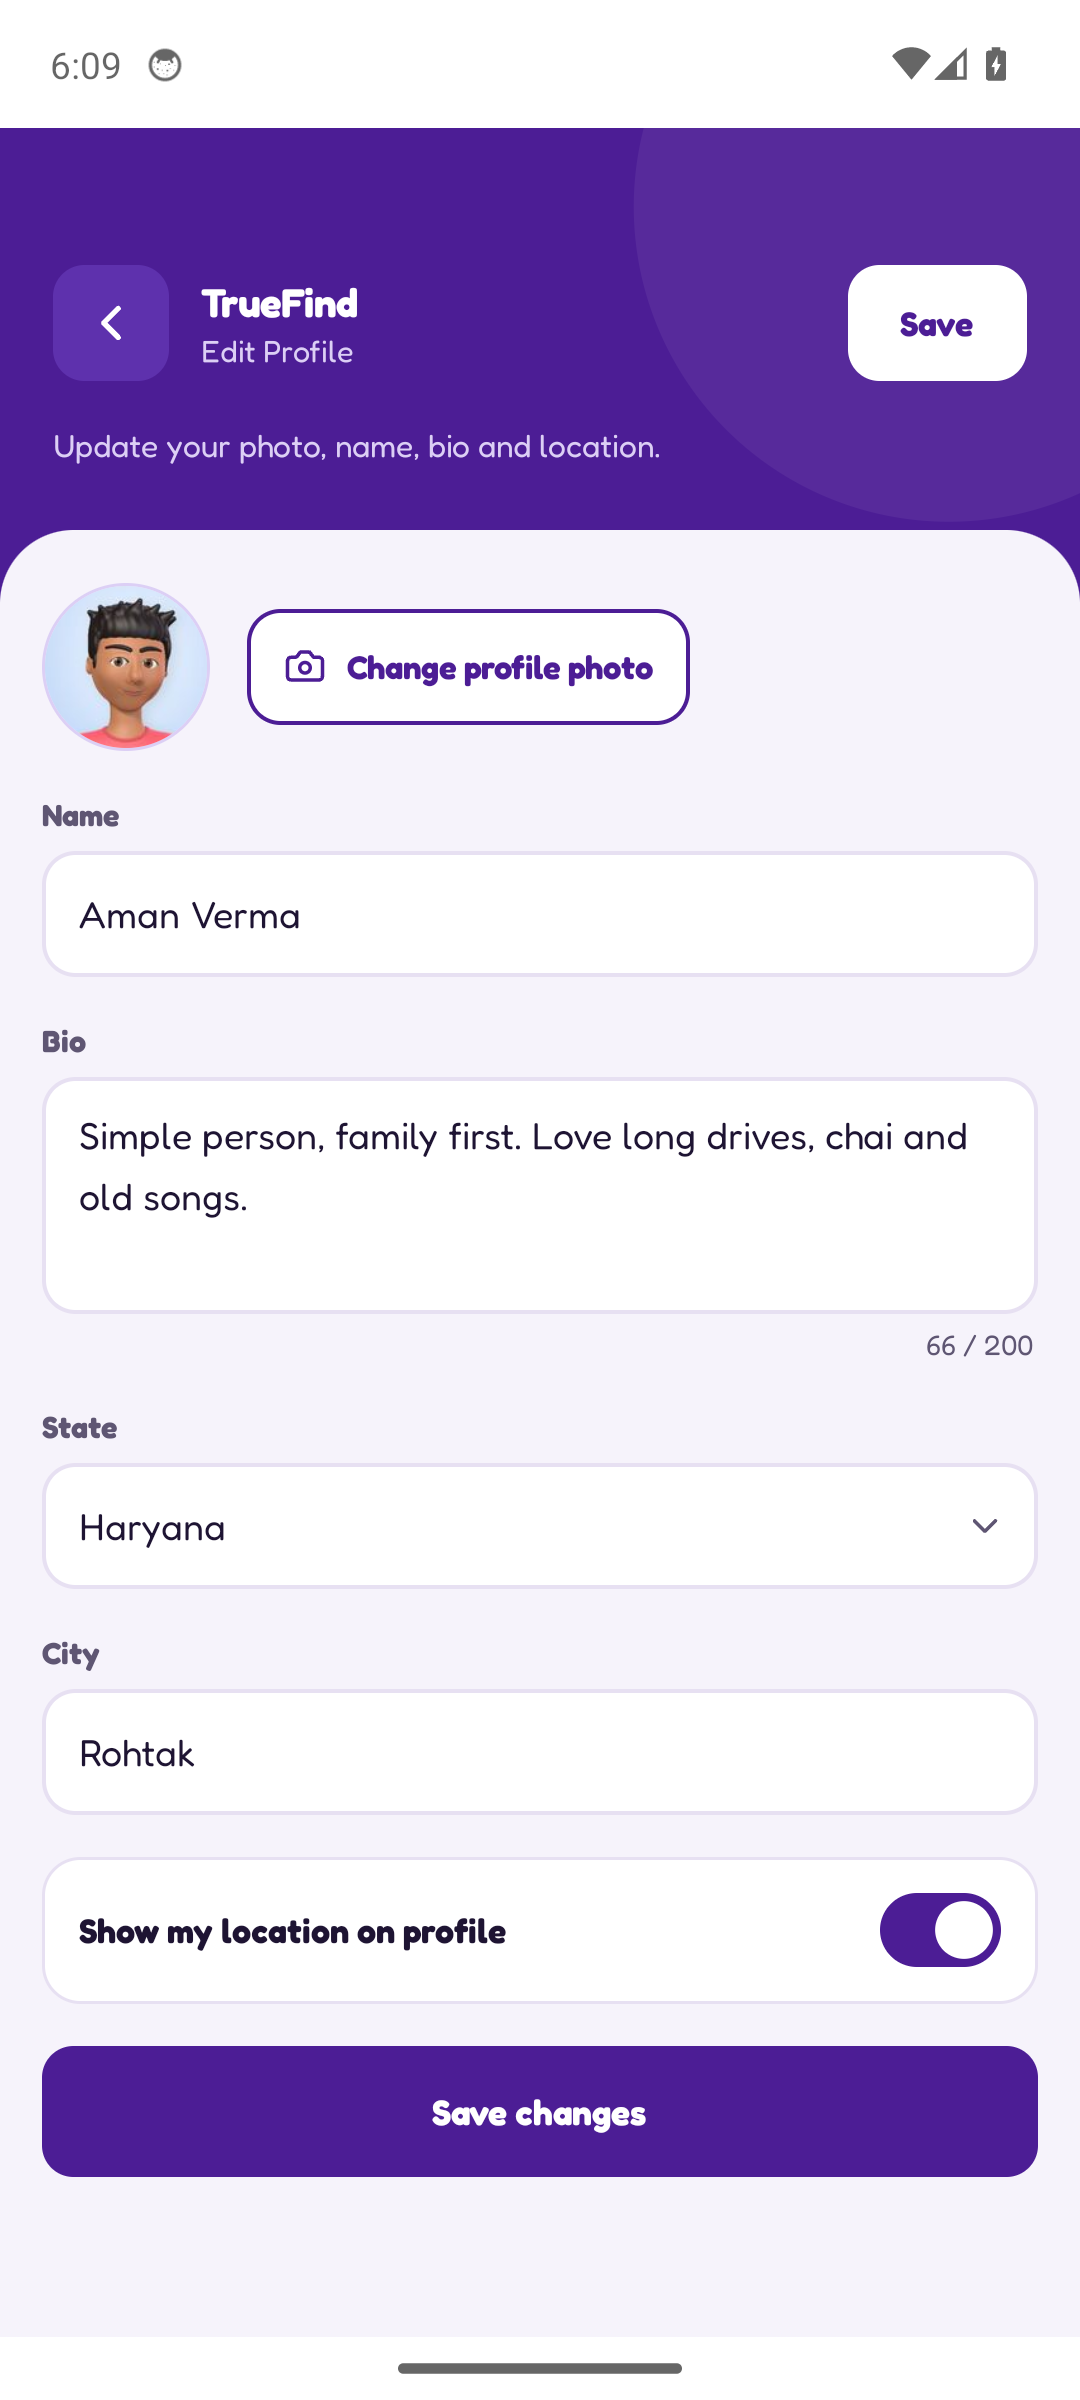 6:09
TrueFind
Edit Profile
Save
Update your photo, name, bio and location.
Change profile photo
Name
Aman Verma
Bio
Simple person, family first. Love long drives, chai and
old songs.
66 / 200
State
Haryana
City
Rohtak
Show my location on profile
Save changes